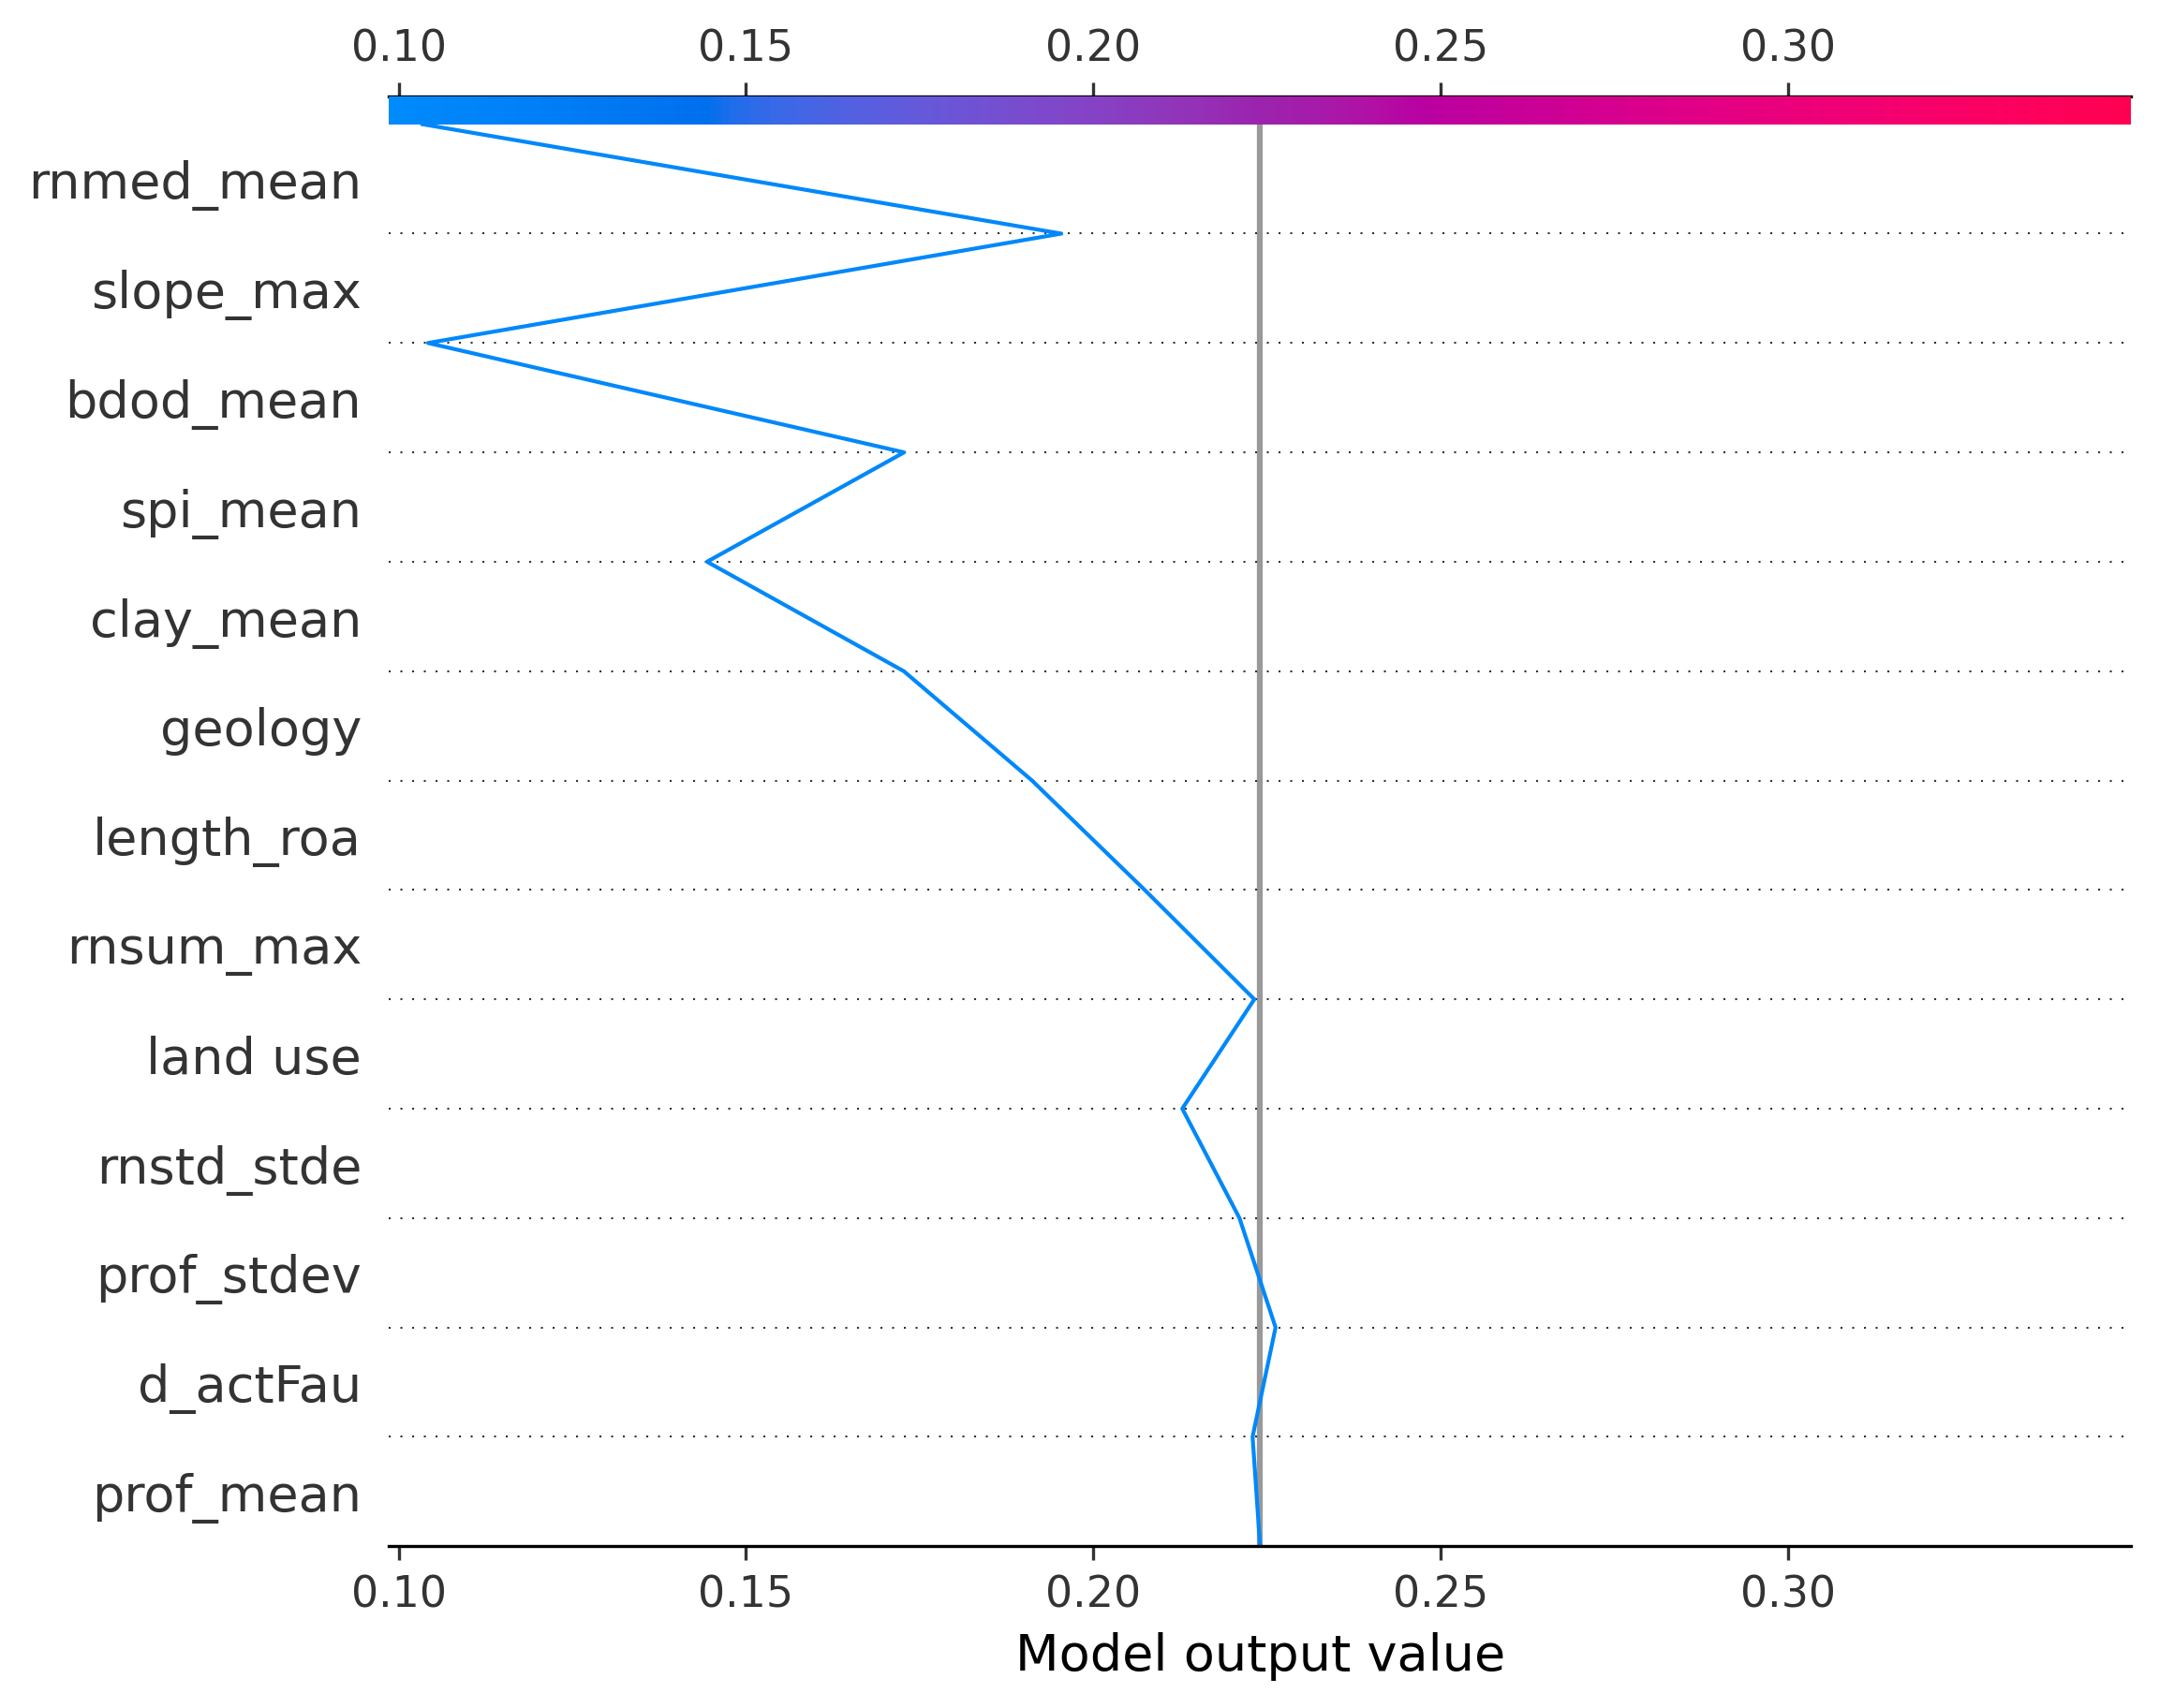 0.10 0.15 0.20 0.25 0.30
rnmed_mean
slope_max
bdod_mean
spi_mean
clay_mean
geology
length_roa
rnsum_max
land use
rnstd_stde
prof_stdev
d_actFau
prof_mean
0.10 0.15 0.20 0.25 0.30
Model output value